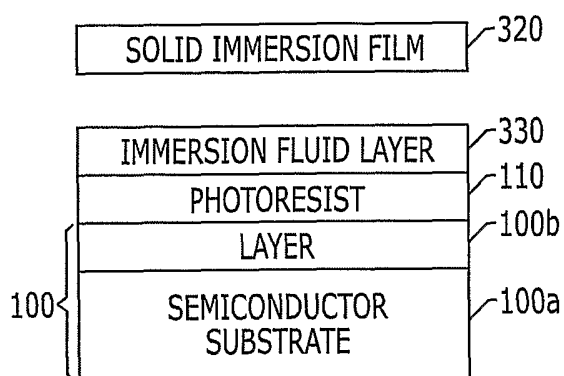 SOLID IMMERSION FILM
320
IMMERSION FLUID LAYER
330
PHOTORESIST
110
LAYER
100b
100
SEMICONDUCTOR
SUBSTRATE
100a